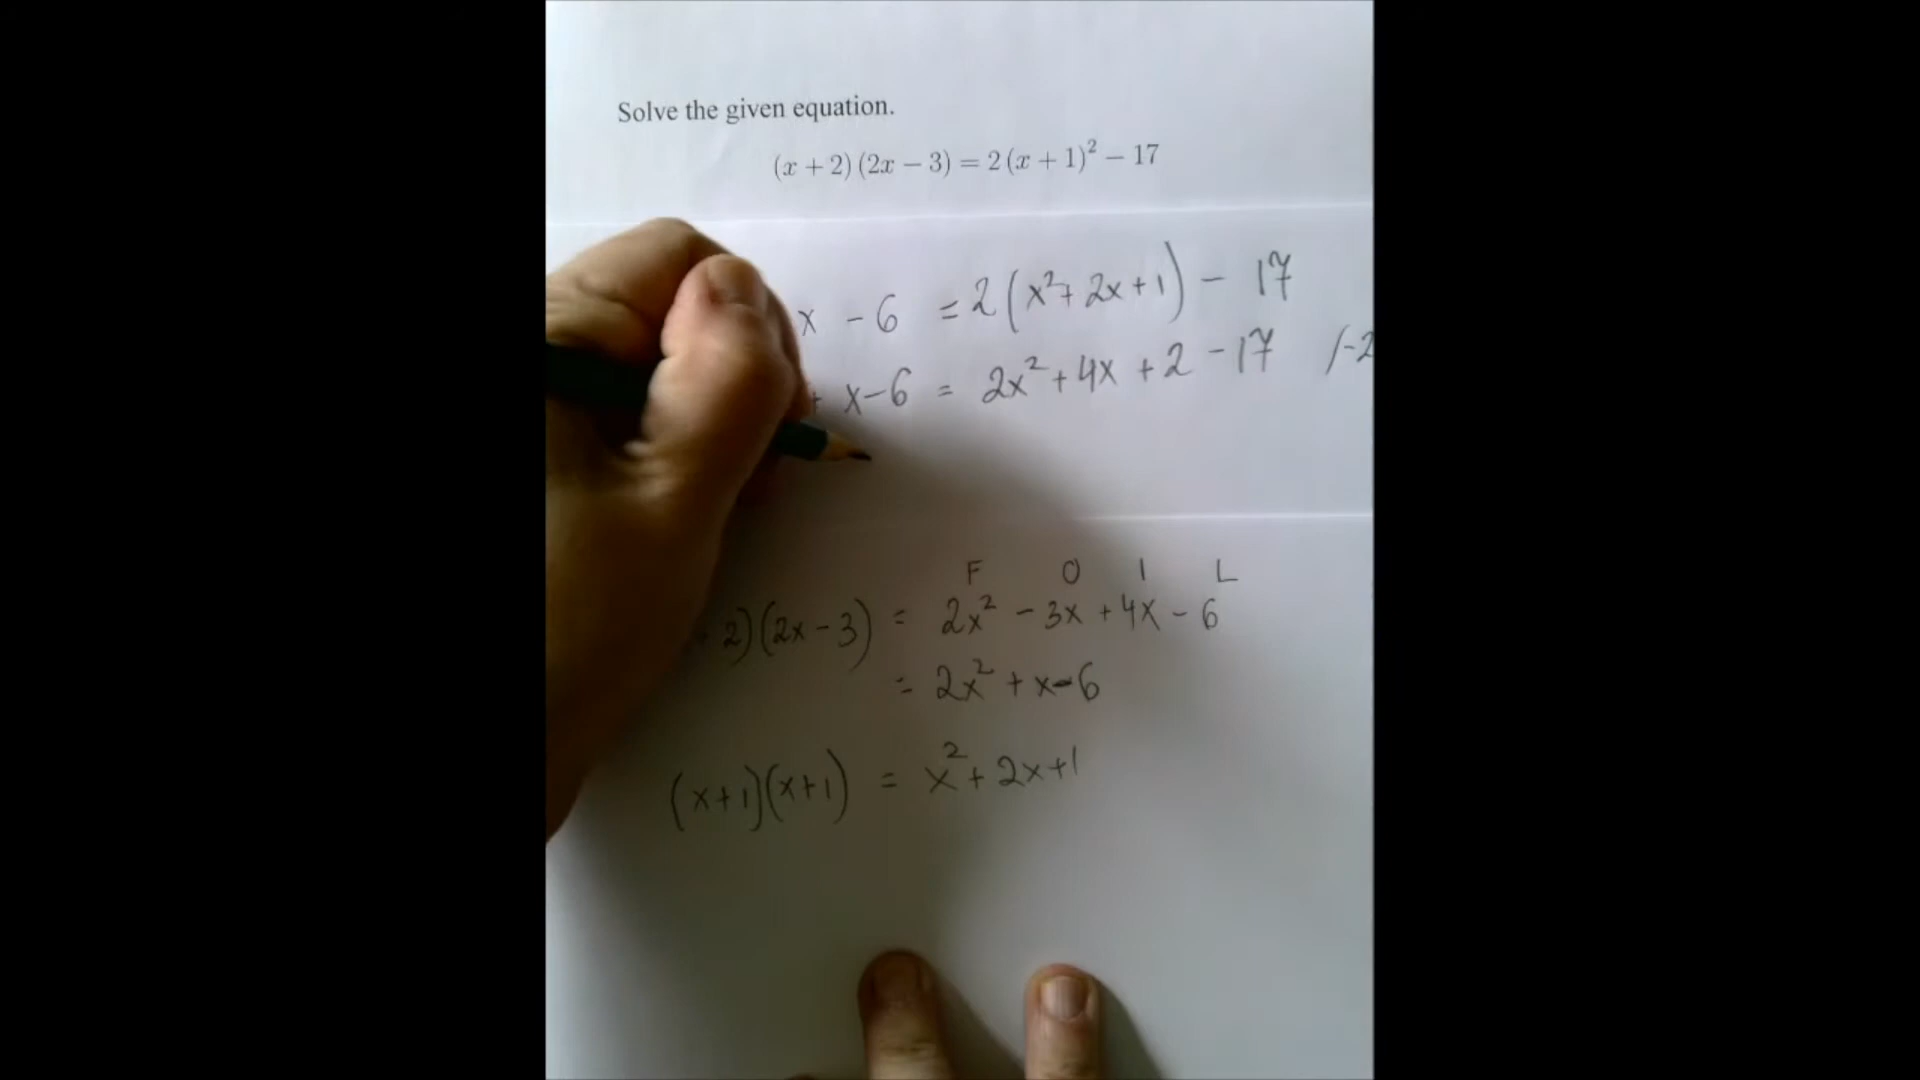 Solve the given equation.
(x + 2) (2x − 3) = 2 (x + 1)² − 17
x - 6 = 2(x² + 2x + 1) - 17
+ x - 6 = 2x² + 4x + 2 - 17 /-2
F O I L
2)(2x - 3) = 2x² - 3x + 4x - 6
= 2x² + x - 6
(x+1)(x+1) = x² + 2x + 1